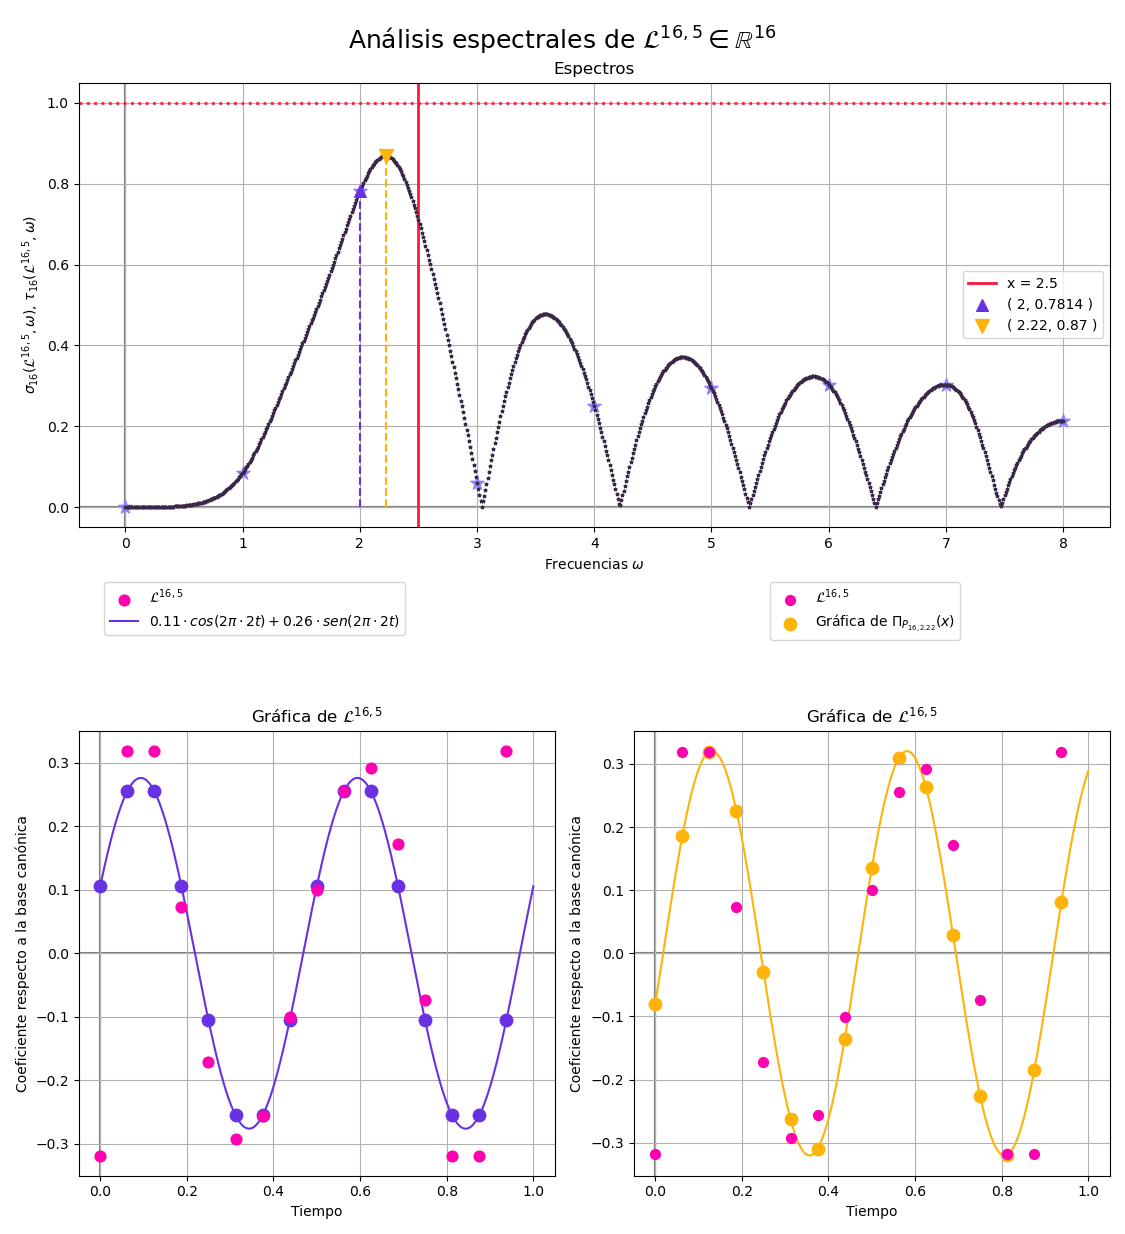 Análisis espectrales de ℒ^{16,5} ∈ ℝ^{16}
Espectros
1.0
0.8
0.6
0.4
0.2
0.0
σ_{16}(ℒ^{16,5}, ω), τ_{16}(ℒ^{16,5}, ω)
x = 2.5
( 2, 0.7814 )
( 2.22, 0.87 )
0 1 2 3 4 5 6 7 8
Frecuencias ω
ℒ^{16,5}
0.11 · cos(2π · 2t) + 0.26 · sen(2π · 2t)
ℒ^{16,5}
Gráfica de Π_{P_{16,2.22}}(x)
Gráfica de ℒ^{16,5}
0.3
0.2
0.1
0.0
−0.1
−0.2
−0.3
Coeficiente respecto a la base canónica
0.0 0.2 0.4 0.6 0.8 1.0
Tiempo
Gráfica de ℒ^{16,5}
0.3
0.2
0.1
0.0
−0.1
−0.2
−0.3
Coeficiente respecto a la base canónica
0.0 0.2 0.4 0.6 0.8 1.0
Tiempo